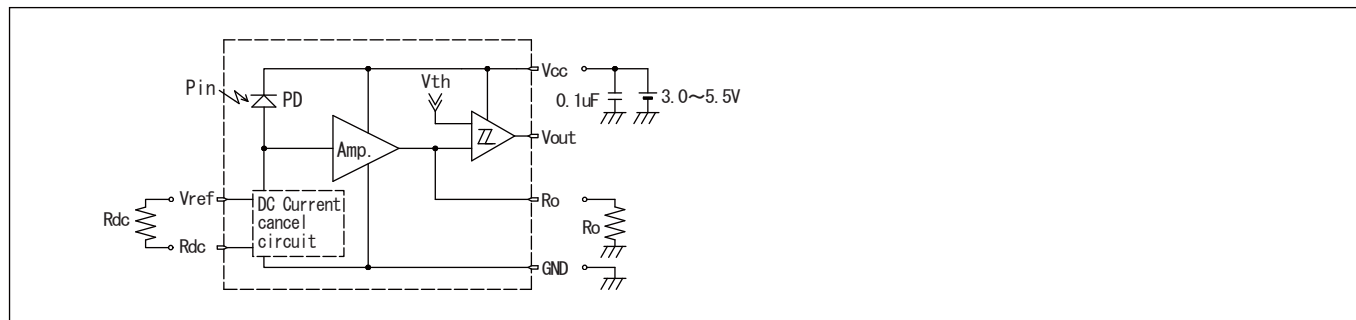 Vcc
Vth
Pin
PD
0.1uF
3.0～5.5V
Vout
Amp.
Vref
DC Current
cancel
circuit
Ro
Rdc
Ro
Rdc
GND